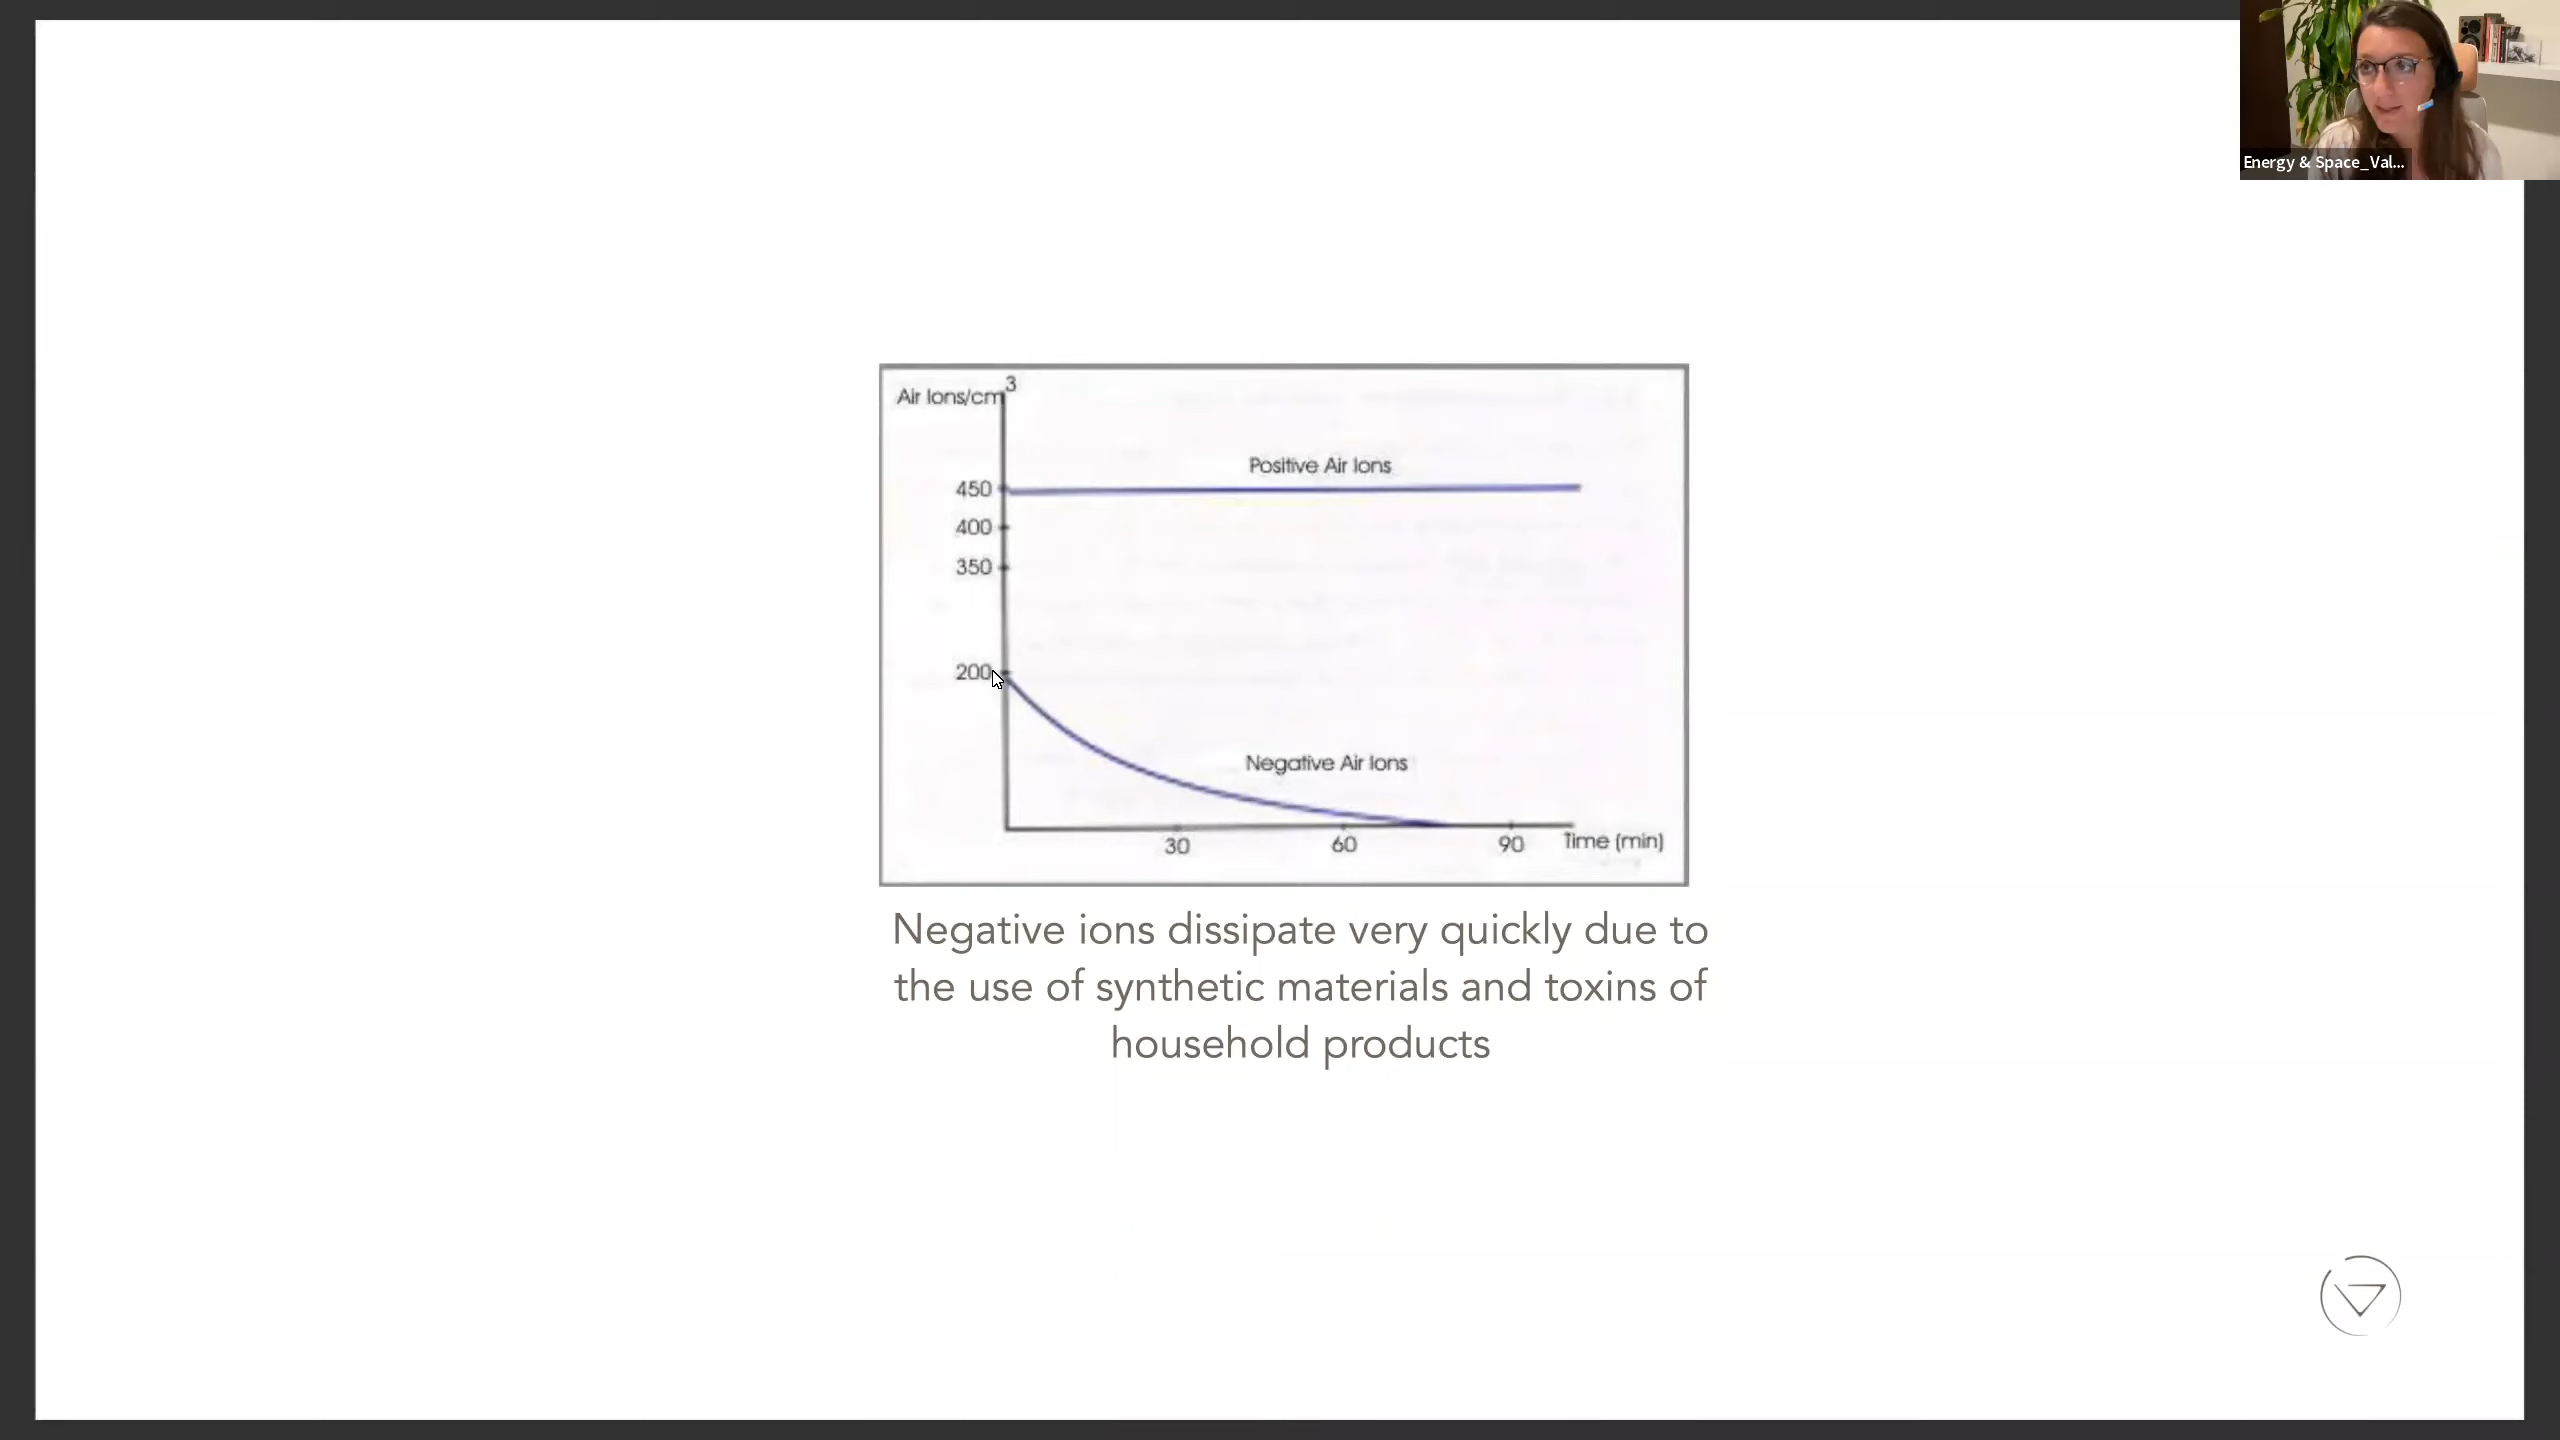 Energy & Space_Val...
Air Ions/cm3
Positive Air Ions
450
400
350
200
Negative Air Ions
30 60 90 Time (min)
Negative ions dissipate very quickly due to
the use of synthetic materials and toxins of
household products